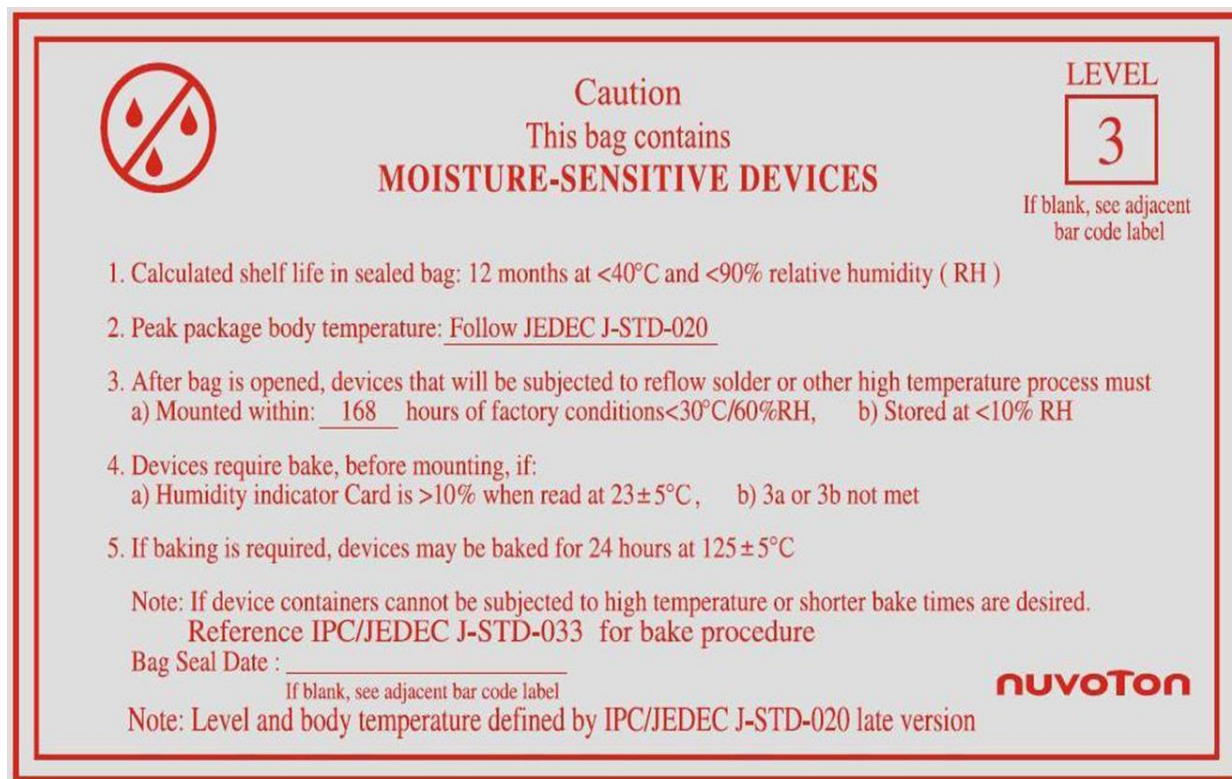 Caution
This bag contains
MOISTURE-SENSITIVE DEVICES
LEVEL
3
If blank, see adjacent
bar code label
1. Calculated shelf life in sealed bag: 12 months at <40°C and <90% relative humidity ( RH )
2. Peak package body temperature: Follow JEDEC J-STD-020
3. After bag is opened, devices that will be subjected to reflow solder or other high temperature process must
a) Mounted within: 168 hours of factory conditions<30°C/60%RH, b) Stored at <10% RH
4. Devices require bake, before mounting, if:
a) Humidity indicator Card is >10% when read at 23±5°C, b) 3a or 3b not met
5. If baking is required, devices may be baked for 24 hours at 125±5°C
Note: If device containers cannot be subjected to high temperature or shorter bake times are desired.
Reference IPC/JEDEC J-STD-033 for bake procedure
Bag Seal Date :
If blank, see adjacent bar code label
nuvoTon
Note: Level and body temperature defined by IPC/JEDEC J-STD-020 late version